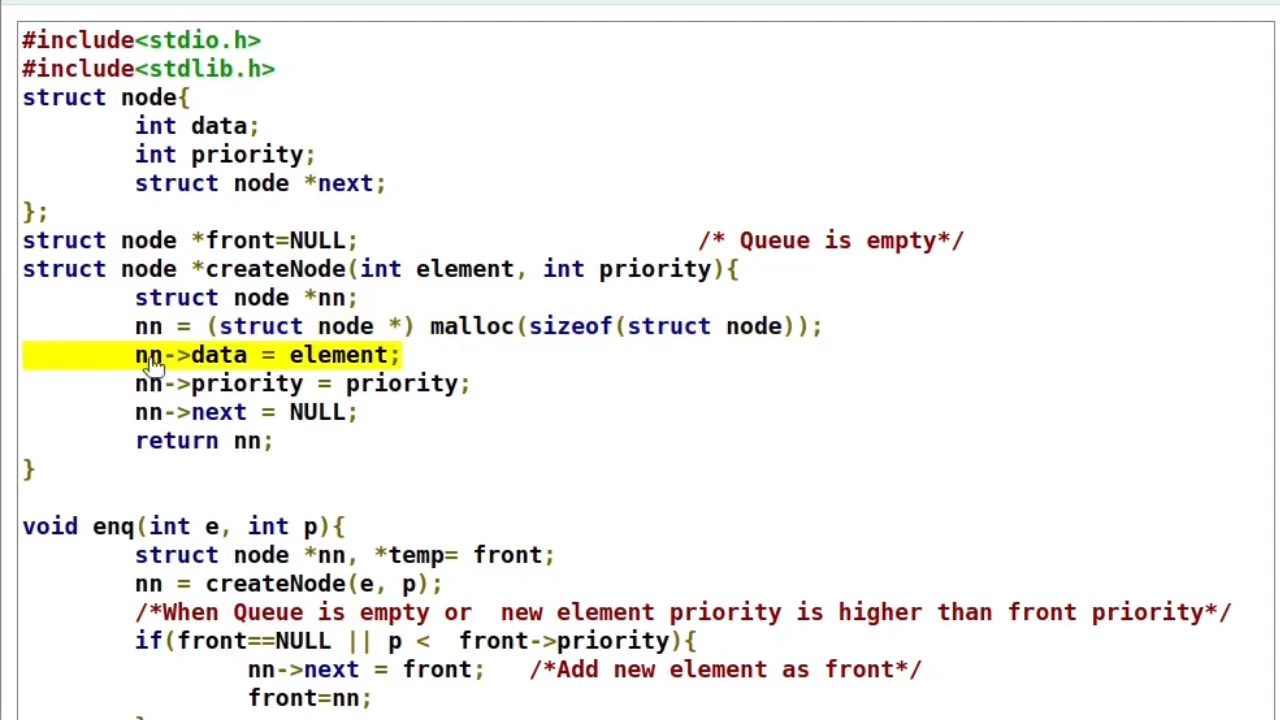 #include<stdio.h>
#include<stdlib.h>
struct node{
int data;
int priority;
struct node *next;
};
struct node *front=NULL; /* Queue is empty*/
struct node *createNode(int element, int priority){
struct node *nn;
nn = (struct node *) malloc(sizeof(struct node));
nn->data = element;
nn->priority = priority;
nn->next = NULL;
return nn;
}
void enq(int e, int p){
struct node *nn, *temp= front;
nn = createNode(e, p);
/*When Queue is empty or  new element priority is higher than front priority*/
if(front==NULL || p <  front->priority){
nn->next = front; /*Add new element as front*/
front=nn;